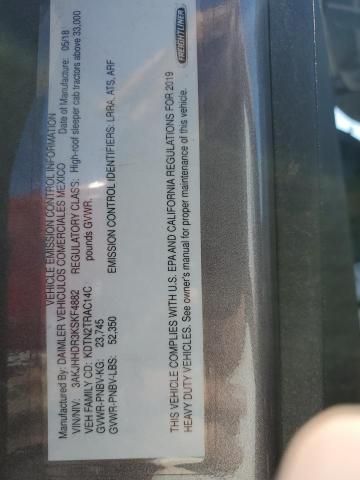 VEHICLE EMISSION CONTROL INFORMATION
Manufactured By: DAIMLER VEHICULOS COMERCIALES MEXICO Date of Manufacture: 05/18
VIN/NIV: 3AKJHHDR3KSKF4882 REGULATORY CLASS: High-roof sleeper cab tractors above 33,000
VEH FAMILY CD: KDTN2TRAC14C pounds GVWR.
GVWR-PNBV-KG: 23,745
GVWR-PNBV-LBS: 52,350 EMISSION CONTROL IDENTIFIERS: LRRA, ATS, ARF
THIS VEHICLE COMPLIES WITH U.S. EPA AND CALIFORNIA REGULATIONS FOR 2019
HEAVY DUTY VEHICLES. See owner's manual for proper maintenance of this vehicle.
FREIGHTLINER